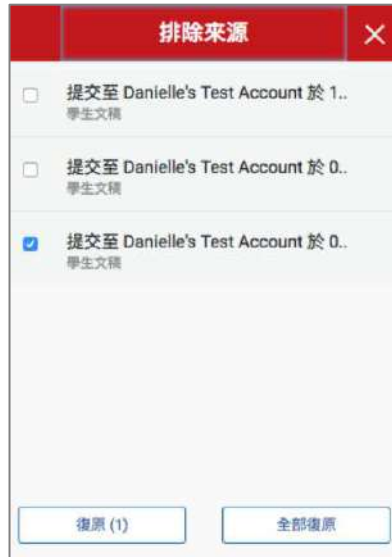 排除來源
提交至 Danielle's Test Account 於 1..
學生文稿
提交至 Danielle's Test Account 於 0..
學生文稿
提交至 Danielle's Test Account 於 0..
學生文稿
復原 (1)
全部復原